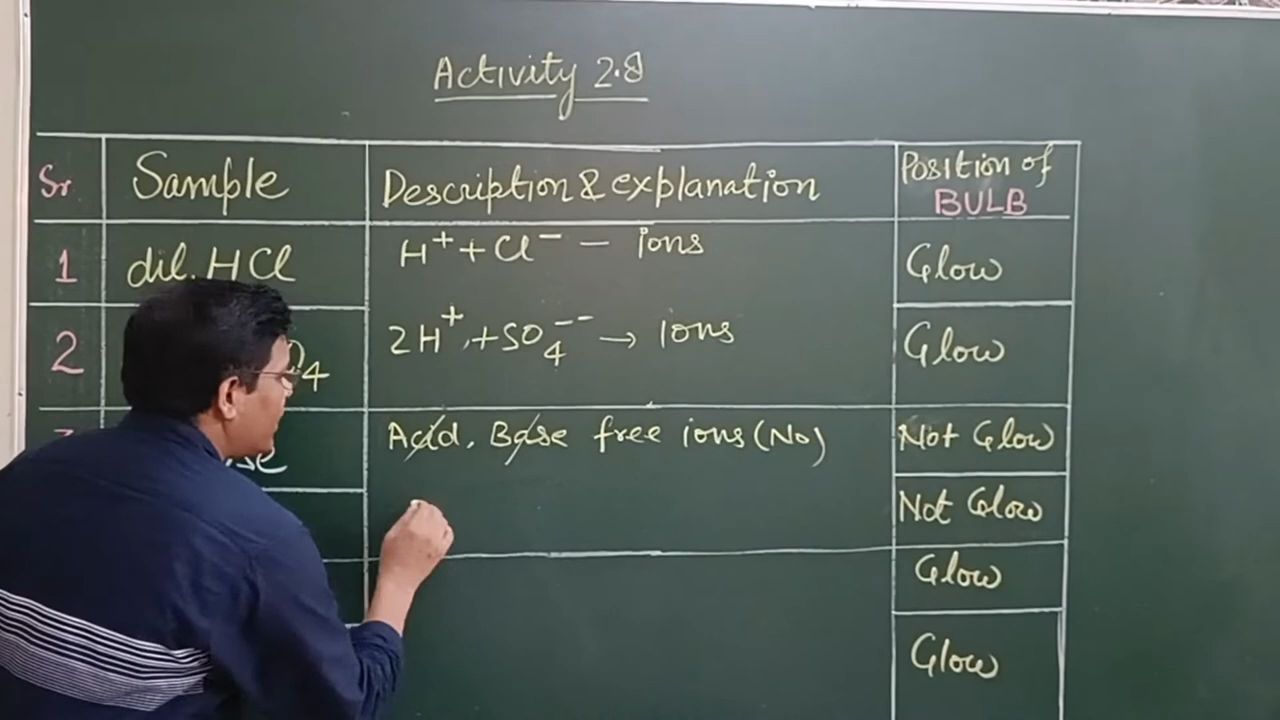 Activity 2.8
Sr Sample Description & explanation Position of BULB
1 dil. HCl H⁺ + Cl⁻ — ions Glow
2 4 2H⁺ + SO₄⁻⁻ → ions Glow
Acid, Base free ions (No) Not Glow
Not Glow
Glow
Glow